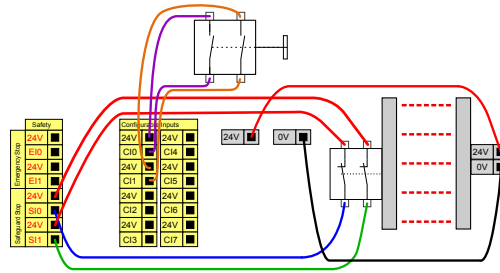 Safety
Configurable Inputs
Emergency Stop
Safeguard Stop
24V
EI0
24V
EI1
24V
SI0
24V
SI1
24V 24V
CI0 CI4
24V 24V
CI1 CI5
24V 24V
CI2 CI6
24V 24V
CI3 CI7
24V
0V
24V
0V